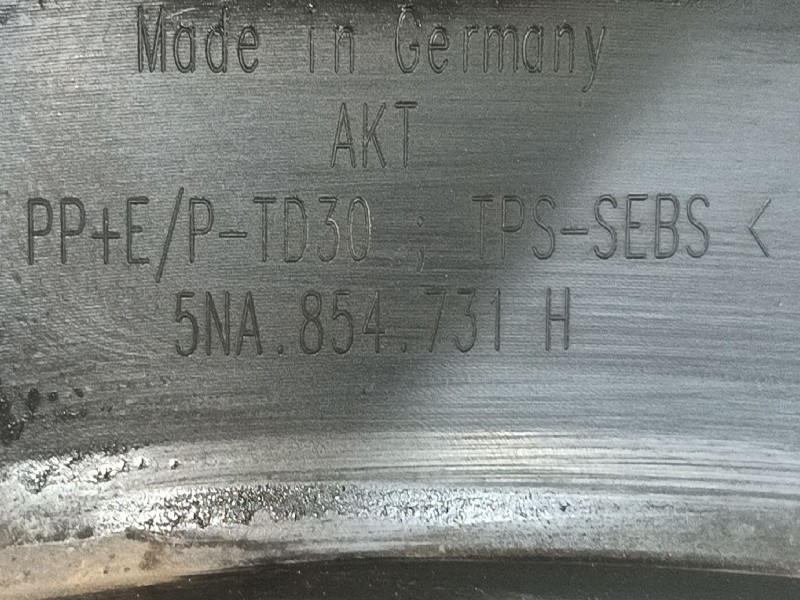 Made in Germany
AKT
PP+E/P-TD30 ; TPS-SEBS <
5NA.854.731 H